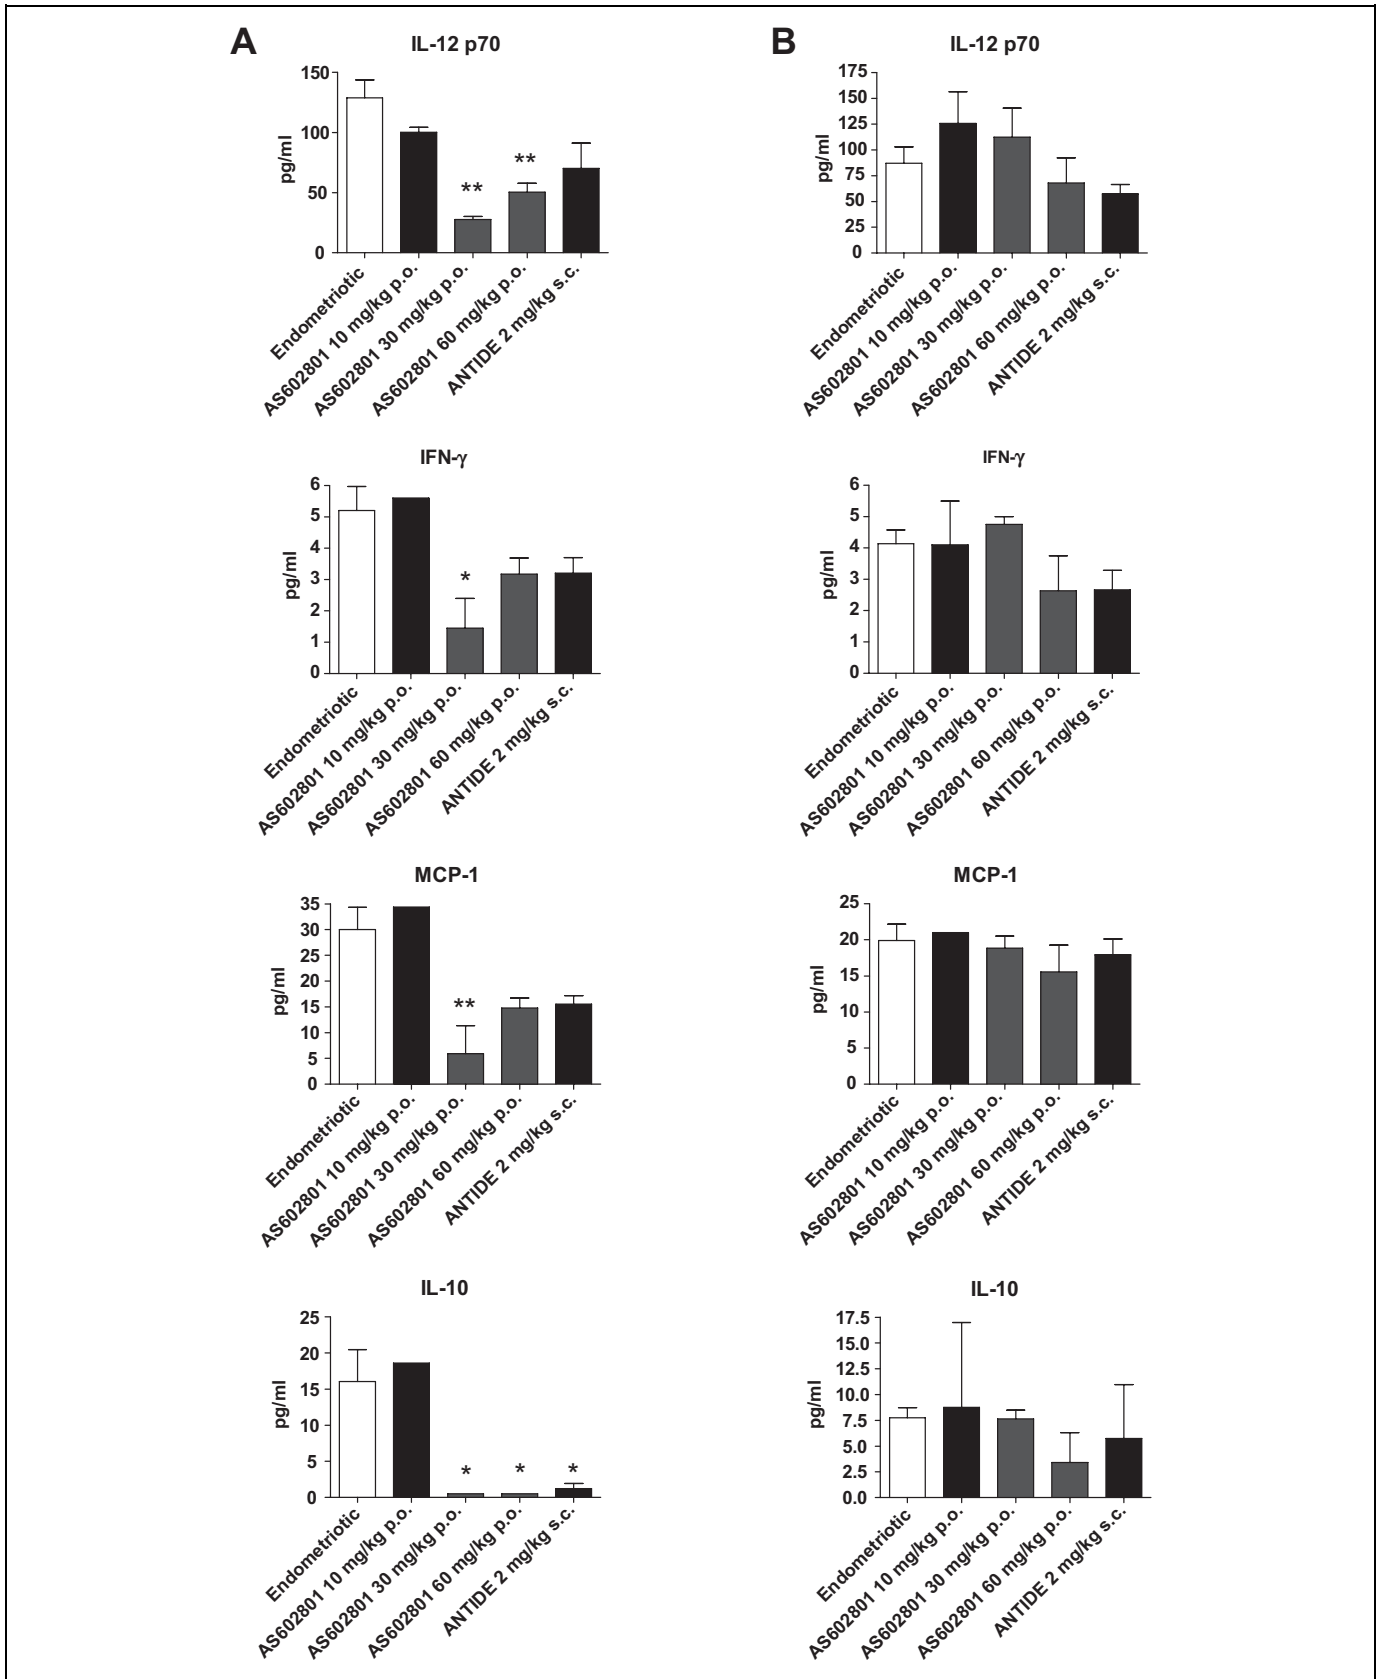 A
IL-12 p70
150
100
50
0
pg/ml
**
**
Endometriotic
AS602801 10 mg/kg p.o.
AS602801 30 mg/kg p.o.
AS602801 60 mg/kg p.o.
ANTIDE 2 mg/kg s.c.
B
IL-12 p70
175
150
125
100
75
50
25
0
pg/ml
Endometriotic
AS602801 10 mg/kg p.o.
AS602801 30 mg/kg p.o.
AS602801 60 mg/kg p.o.
ANTIDE 2 mg/kg s.c.
IFN-γ
6
5
4
3
2
1
0
pg/ml
*
Endometriotic
AS602801 10 mg/kg p.o.
AS602801 30 mg/kg p.o.
AS602801 60 mg/kg p.o.
ANTIDE 2 mg/kg s.c.
IFN-γ
6
5
4
3
2
1
0
pg/ml
Endometriotic
AS602801 10 mg/kg p.o.
AS602801 30 mg/kg p.o.
AS602801 60 mg/kg p.o.
ANTIDE 2 mg/kg s.c.
MCP-1
35
30
25
20
15
10
5
0
pg/ml
**
Endometriotic
AS602801 10 mg/kg p.o.
AS602801 30 mg/kg p.o.
AS602801 60 mg/kg p.o.
ANTIDE 2 mg/kg s.c.
MCP-1
25
20
15
10
5
0
pg/ml
Endometriotic
AS602801 10 mg/kg p.o.
AS602801 30 mg/kg p.o.
AS602801 60 mg/kg p.o.
ANTIDE 2 mg/kg s.c.
IL-10
25
20
15
10
5
0
pg/ml
*
*
*
Endometriotic
AS602801 10 mg/kg p.o.
AS602801 30 mg/kg p.o.
AS602801 60 mg/kg p.o.
ANTIDE 2 mg/kg s.c.
IL-10
17.5
15.0
12.5
10.0
7.5
5.0
2.5
0.0
pg/ml
Endometriotic
AS602801 10 mg/kg p.o.
AS602801 30 mg/kg p.o.
AS602801 60 mg/kg p.o.
ANTIDE 2 mg/kg s.c.